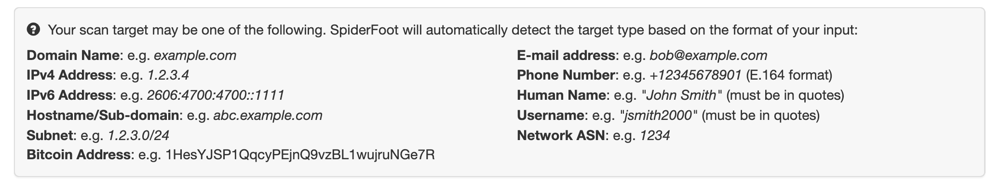 Your scan target may be one of the following. SpiderFoot will automatically detect the target type based on the format of your input:
Domain Name: e.g. example.com
IPv4 Address: e.g. 1.2.3.4
IPv6 Address: e.g. 2606:4700:4700::1111
Hostname/Sub-domain: e.g. abc.example.com
Subnet: e.g. 1.2.3.0/24
Bitcoin Address: e.g. 1HesYJSP1QqcyPEjnQ9vzBL1wujruNGe7R
E-mail address: e.g. bob@example.com
Phone Number: e.g. +12345678901 (E.164 format)
Human Name: e.g. "John Smith" (must be in quotes)
Username: e.g. "jsmith2000" (must be in quotes)
Network ASN: e.g. 1234